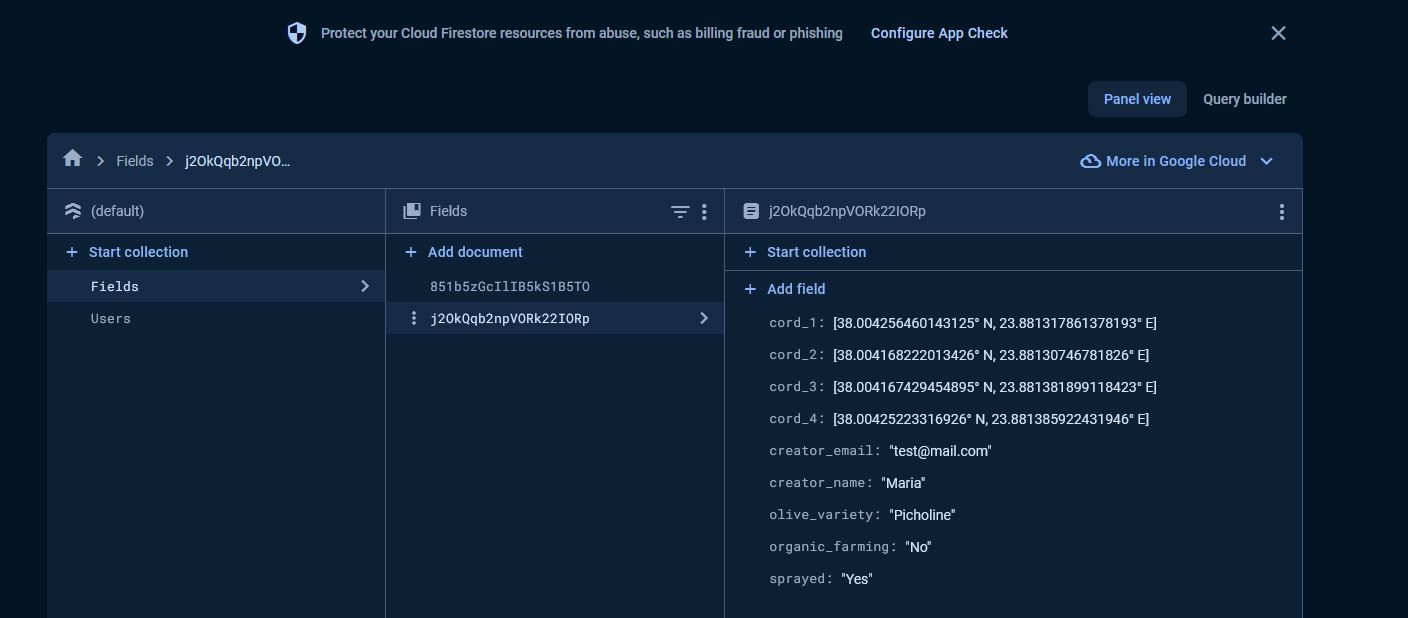 Protect your Cloud Firestore resources from abuse, such as billing fraud or phishing Configure App Check
Panel view Query builder
Fields j2OkQqb2npVO... More in Google Cloud
(default)
Start collection
Fields
Users
Fields
Add document
851b5zGcIlIB5kS1B5TO
j2OkQqb2npVORk22IORp
j2OkQqb2npVORk22IORp
Start collection
Add field
cord_1: [38.004256460143125° N, 23.881317861378193° E]
cord_2: [38.004168222013426° N, 23.88130746781826° E]
cord_3: [38.004167429454895° N, 23.881381899118423° E]
cord_4: [38.00425223316926° N, 23.881385922431946° E]
creator_email: "test@mail.com"
creator_name: "Maria"
olive_variety: "Picholine"
organic_farming: "No"
sprayed: "Yes"